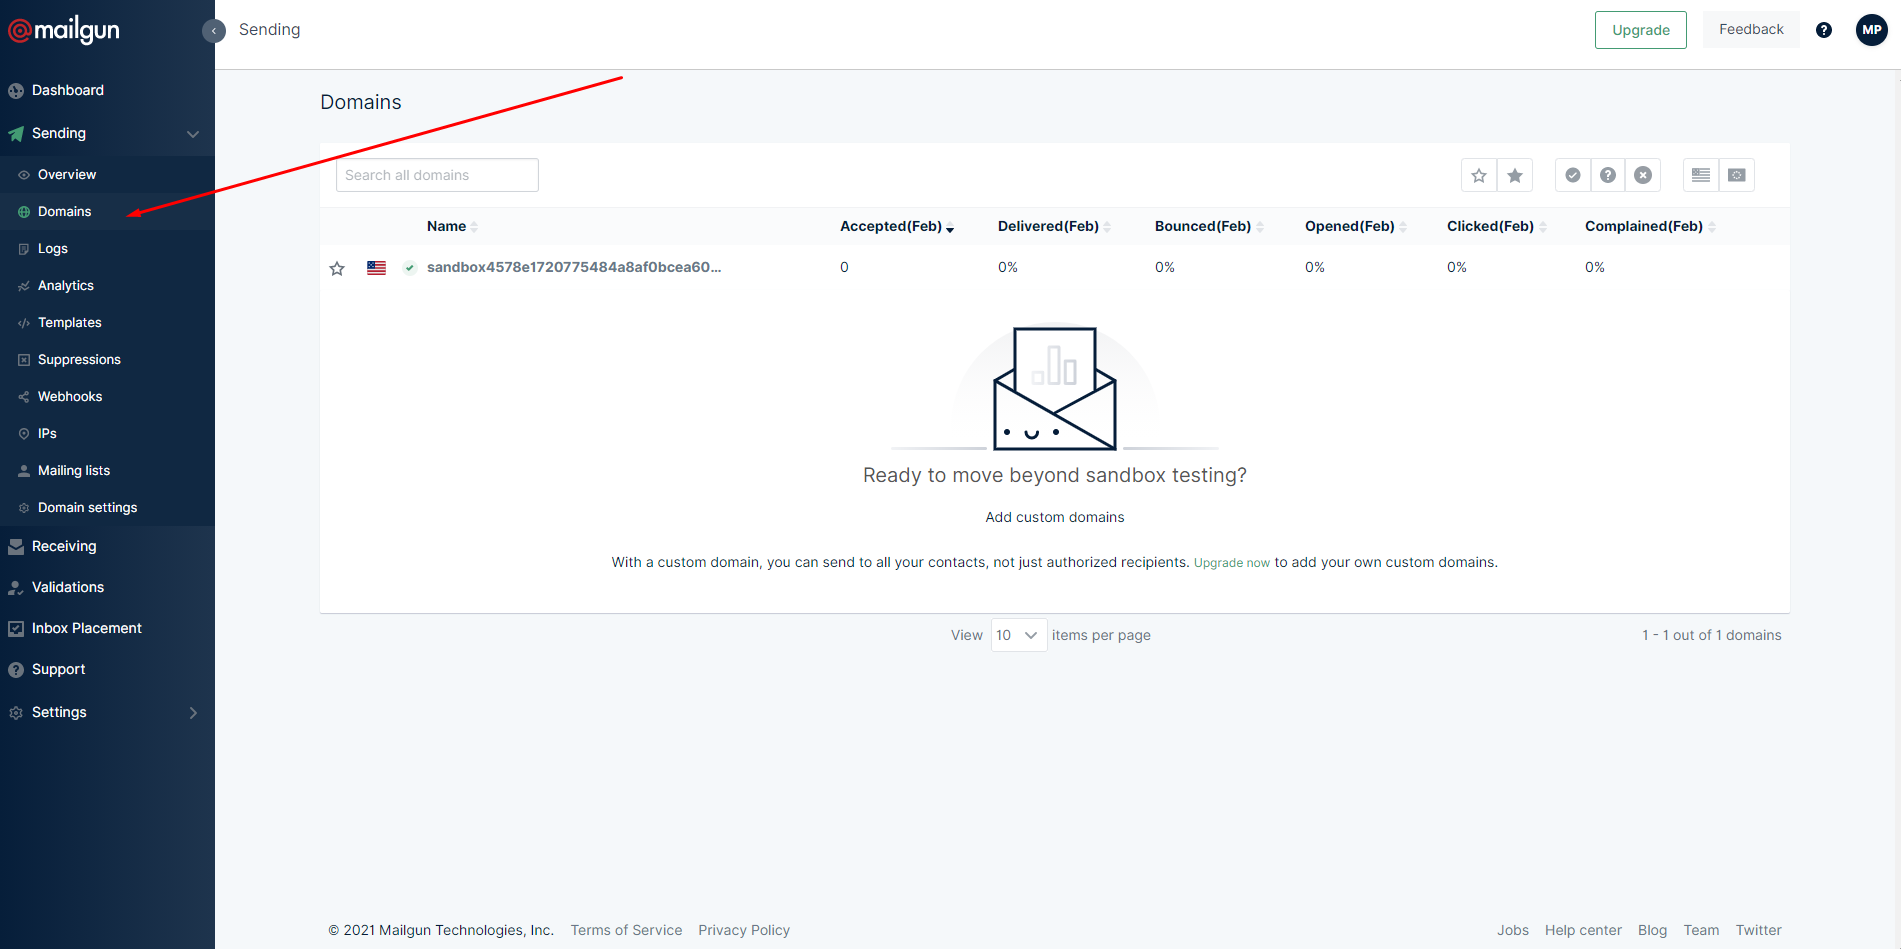 mailgun
Sending
Upgrade
Feedback
MP
Dashboard
Sending
Overview
Domains
Logs
Analytics
Templates
Suppressions
Webhooks
IPs
Mailing lists
Domain settings
Receiving
Validations
Inbox Placement
Support
Settings
Domains
Search all domains
Name Accepted(Feb) Delivered(Feb) Bounced(Feb) Opened(Feb) Clicked(Feb) Complained(Feb)
sandbox4578e1720775484a8af0bcea60... 0 0% 0% 0% 0% 0%
Ready to move beyond sandbox testing?
Add custom domains
With a custom domain, you can send to all your contacts, not just authorized recipients. Upgrade now to add your own custom domains.
View 10 items per page
1 - 1 out of 1 domains
© 2021 Mailgun Technologies, Inc. Terms of Service Privacy Policy
Jobs Help center Blog Team Twitter